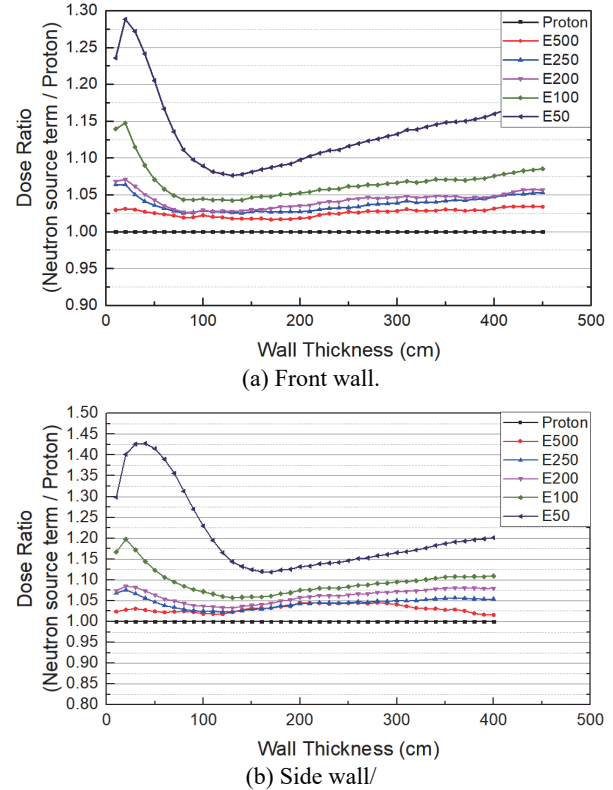 1.30
1.25
1.20
1.15
1.10
1.05
1.00
0.95
0.90
Dose Ratio
(Neutron source term / Proton)
Proton
E500
E250
E200
E100
E50
0 100 200 300 400 500
Wall Thickness (cm)
(a) Front wall.
1.50
1.45
1.40
1.35
1.30
1.25
1.20
1.15
1.10
1.05
1.00
0.95
0.90
0.85
0.80
Dose Ratio
(Neutron source term / Proton)
Proton
E500
E250
E200
E100
E50
0 100 200 300 400 500
Wall Thickness (cm)
(b) Side wall/